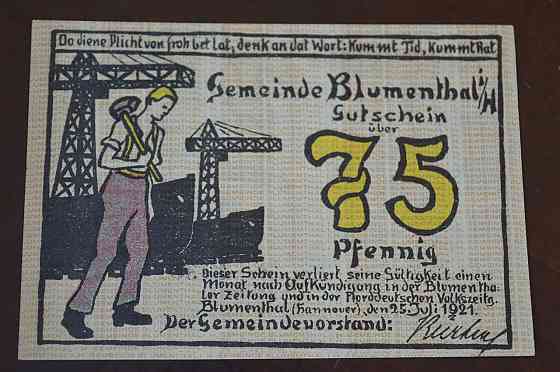 Do diene Plicht von froh bet lat, denk an dat Wort: Kummt Tid, kummt Rat
Gemeinde Blumenthal i/H
Gutschein
über
75
Pfennig
Dieser Schein verliert seine Gültigkeit einen
Monat nach Aufkündigung in der Blumentha-
ler Zeitung und in der Norddeutschen Volkszeitg.
Blumenthal (Hannover), den 25. Juli 1921.
Der Gemeindevorstand: